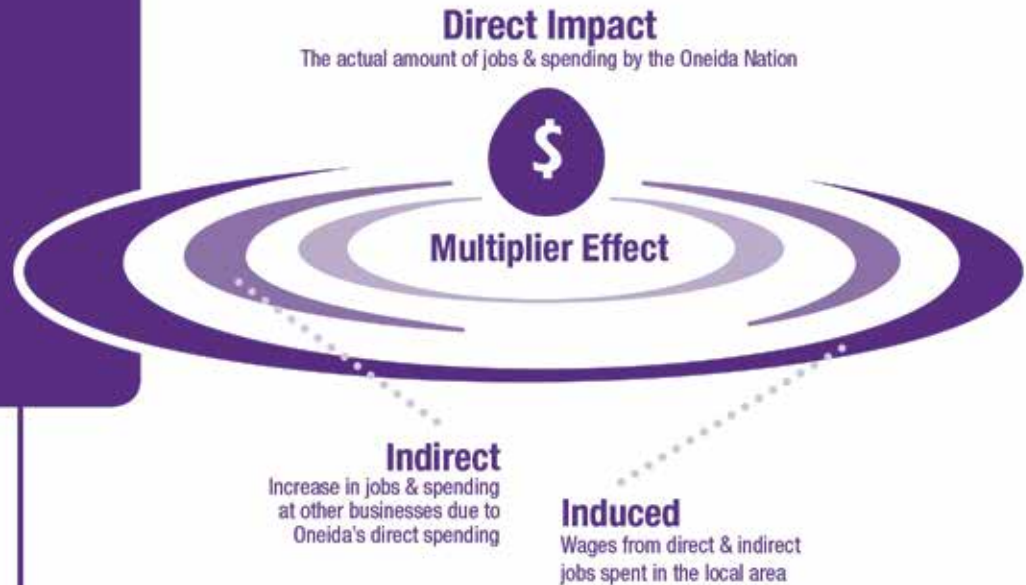 Direct Impact
The actual amount of jobs & spending by the Oneida Nation
$
Multiplier Effect
Indirect
Increase in jobs & spending
at other businesses due to
Oneida's direct spending
Induced
Wages from direct & indirect
jobs spent in the local area